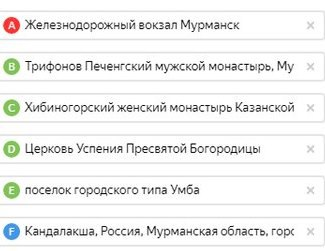 A Железнодорожный вокзал Мурманск ×
B Трифонов Печенгский мужской монастырь, Му ×
C Хибиногорский женский монастырь Казанской ×
D Церковь Успения Пресвятой Богородицы ×
E поселок городского типа Умба ×
F Кандалакша, Россия, Мурманская область, горо ×